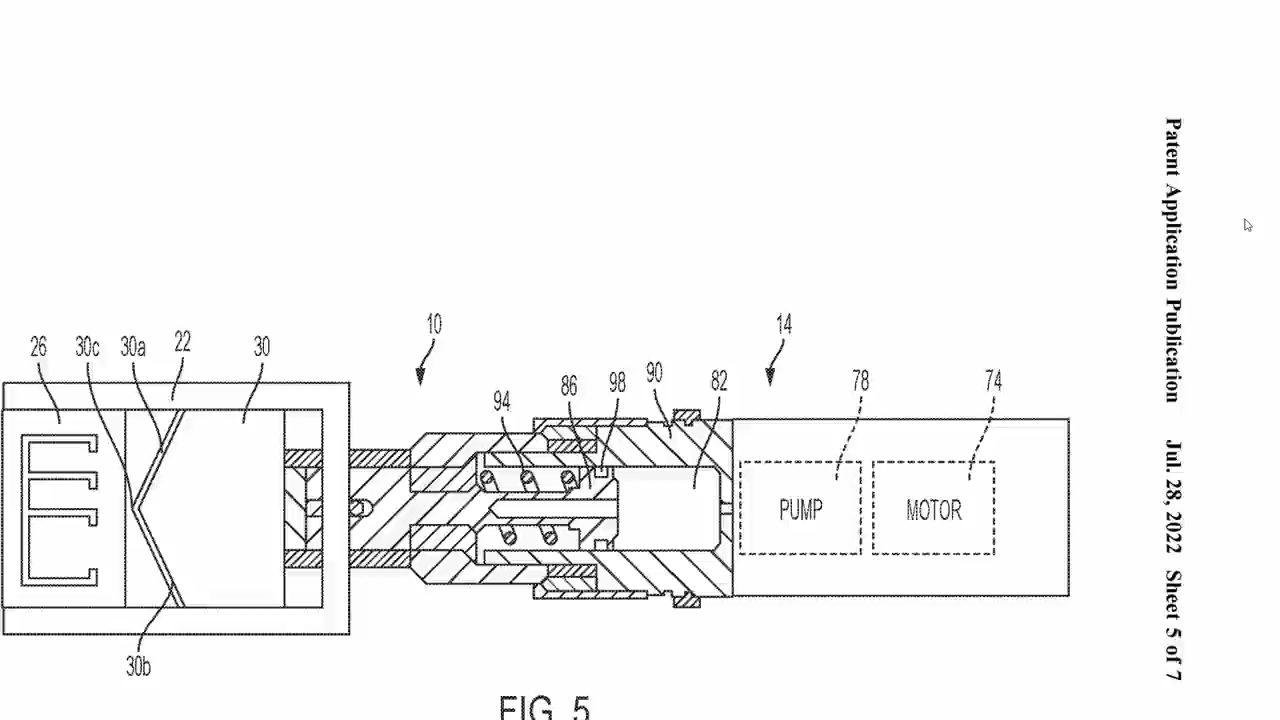 10
14
22
26
30c
30a
30
94
86
98
90
82
78
74
PUMP
MOTOR
30b
FIG. 5
Patent Application Publication Jul. 28, 2022 Sheet 5 of 7